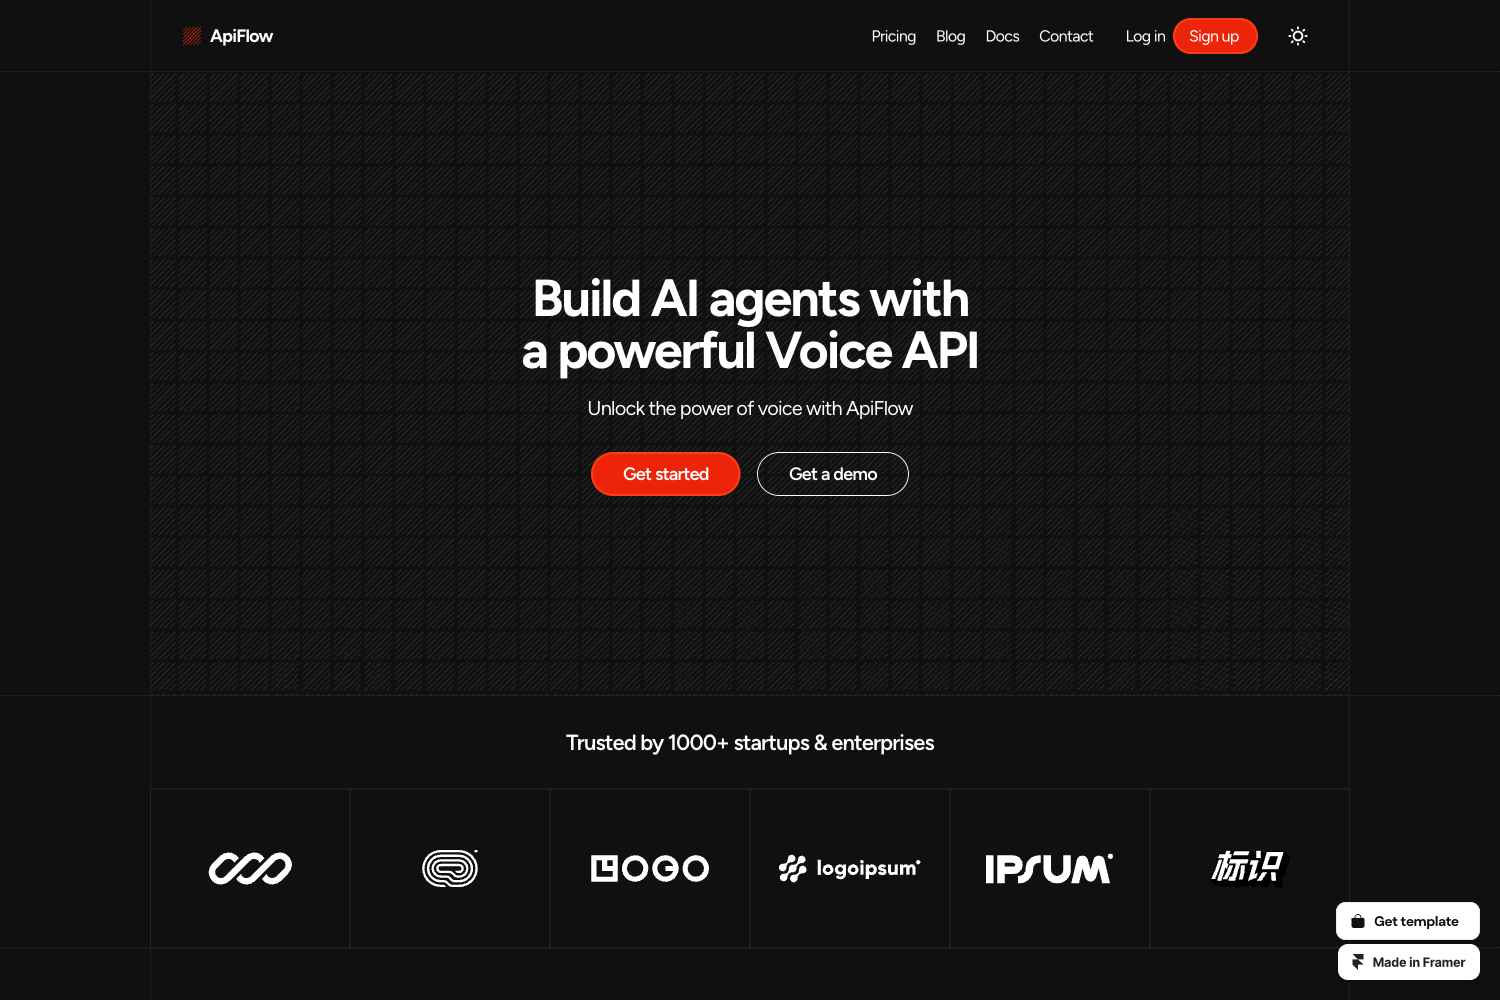 ApiFlow
Pricing Blog Docs Contact Log in Sign up
Build AI agents with
a powerful Voice API
Unlock the power of voice with ApiFlow
Get started Get a demo
Trusted by 1000+ startups & enterprises
LOGO
logoipsum
IPSUM
标识
Get template
Made in Framer